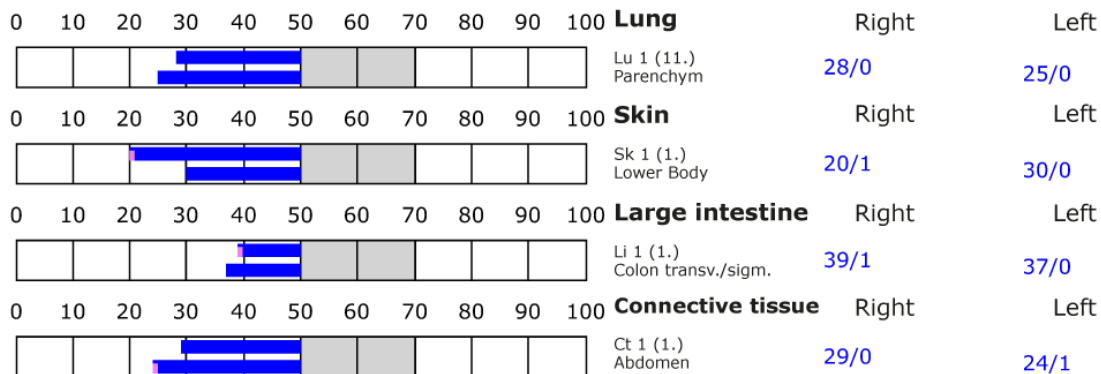 0 10 20 30 40 50 60 70 80 90 100 Lung Right Left
Lu 1 (11.)
Parenchym
28/0 25/0
0 10 20 30 40 50 60 70 80 90 100 Skin Right Left
Sk 1 (1.)
Lower Body
20/1 30/0
0 10 20 30 40 50 60 70 80 90 100 Large intestine Right Left
Li 1 (1.)
Colon transv./sigm.
39/1 37/0
0 10 20 30 40 50 60 70 80 90 100 Connective tissue Right Left
Ct 1 (1.)
Abdomen
29/0 24/1